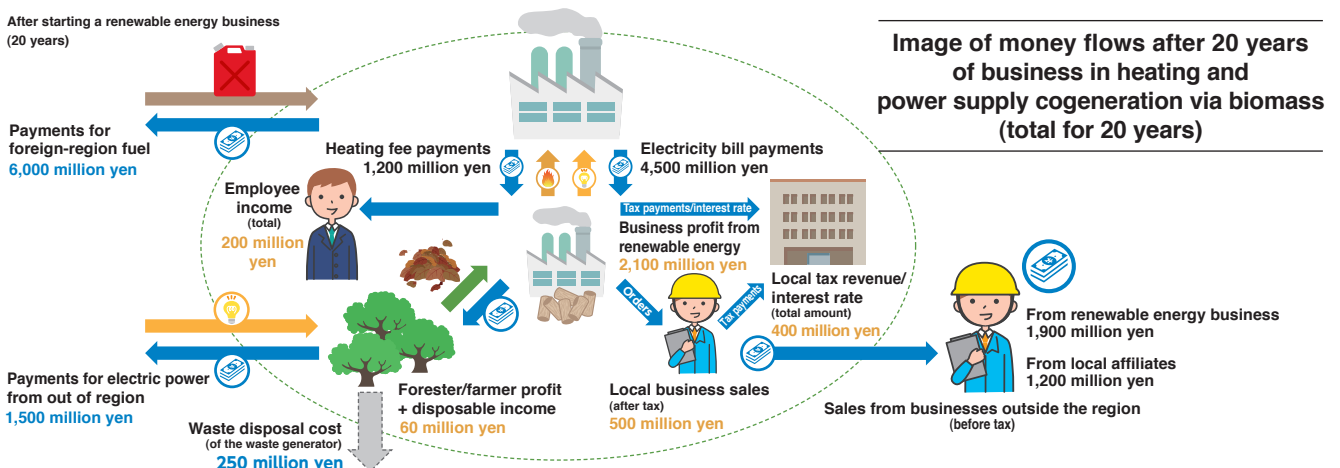 After starting a renewable energy business
(20 years)
Image of money flows after 20 years
of business in heating and
power supply cogeneration via biomass
(total for 20 years)
Payments for
foreign-region fuel
6,000 million yen
Heating fee payments
1,200 million yen
Electricity bill payments
4,500 million yen
Employee
income
(total)
200 million
yen
Tax payments/interest rate
Business profit from
renewable energy
2,100 million yen
Orders
Tax payments
Local tax revenue/
interest rate
(total amount)
400 million yen
From renewable energy business
1,900 million yen
From local affiliates
1,200 million yen
Sales from businesses outside the region
(before tax)
Payments for electric power
from out of region
1,500 million yen
Forester/farmer profit
+ disposable income
60 million yen
Local business sales
(after tax)
500 million yen
Waste disposal cost
(of the waste generator)
250 million yen